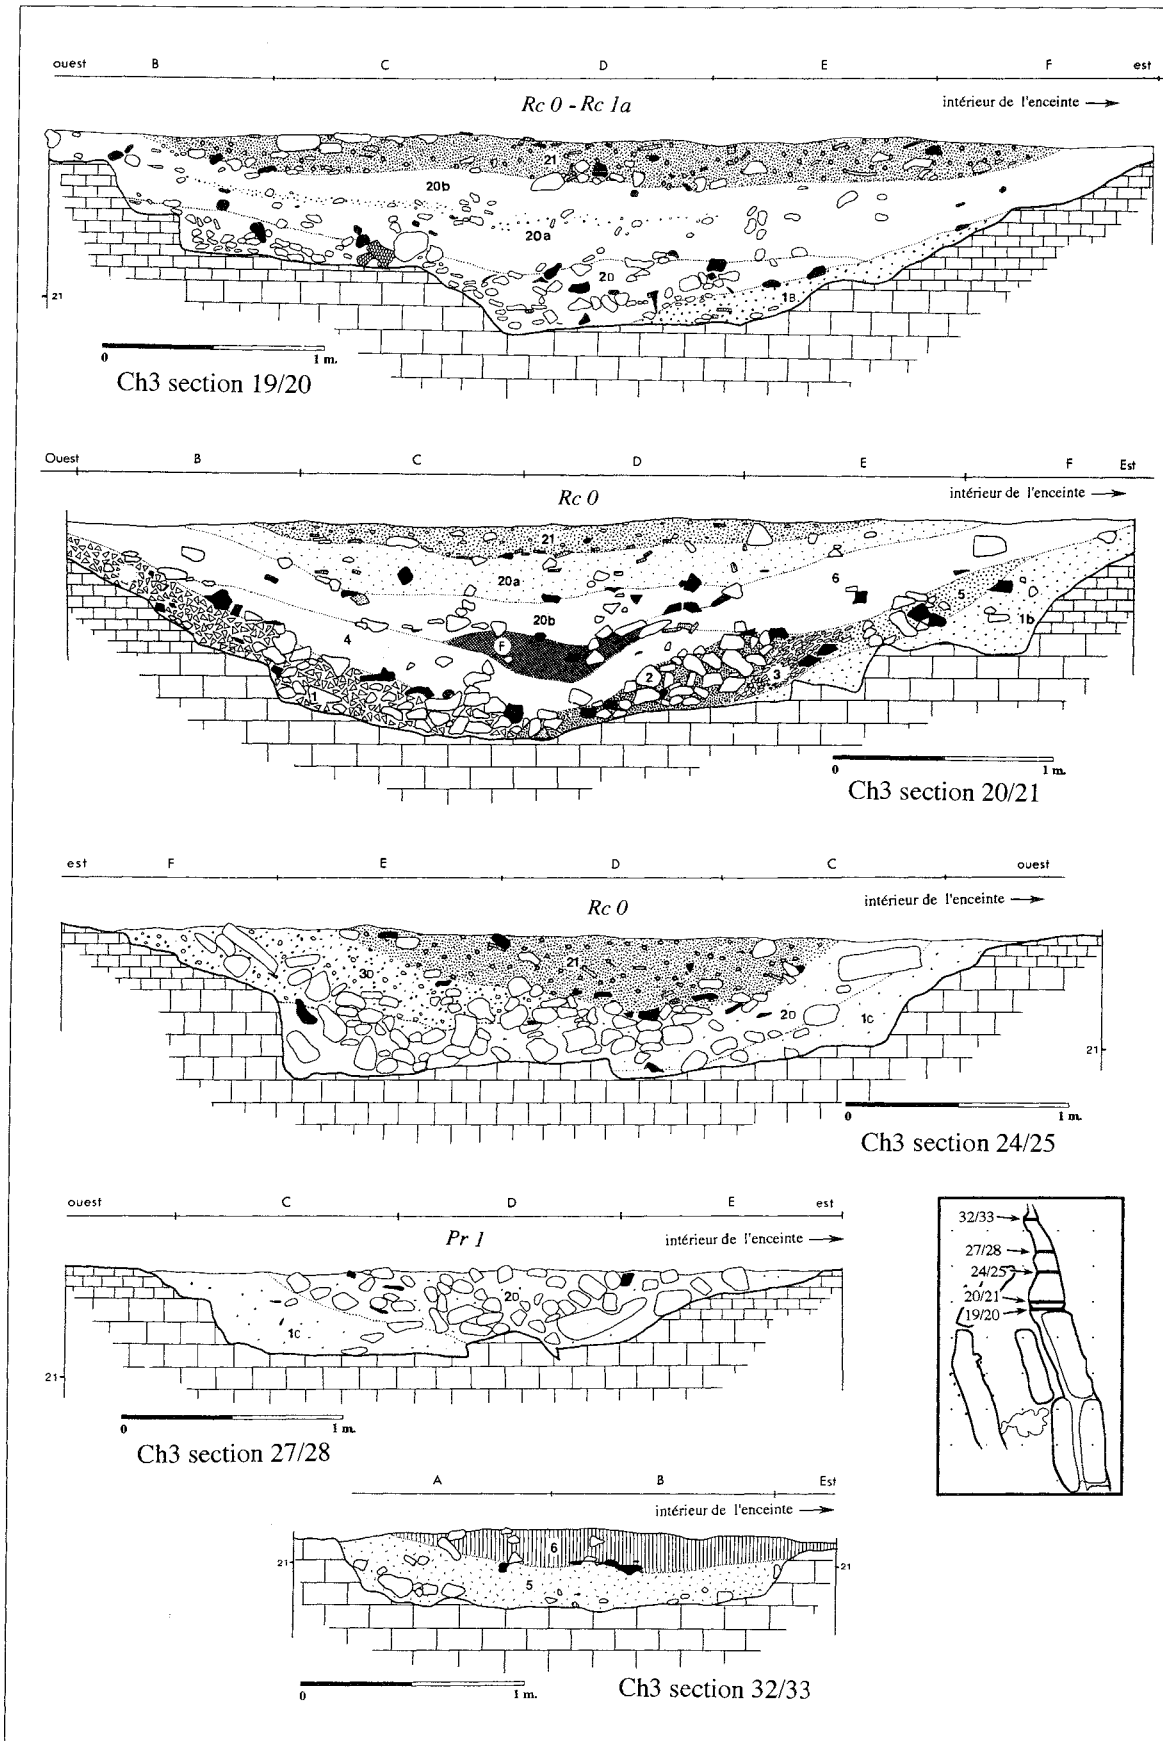 ouest B C D E F est
Rc 0 - Rc 1a
intérieur de l'enceinte
21
20b
20a
20
1B
21
0 1 m.
Ch3 section 19/20
Ouest B C D E F Est
Rc 0
intérieur de l'enceinte
21
20a
6
5
20b
1b
4
F
2
3
1
0 1 m.
Ch3 section 20/21
est F E D C ouest
Rc 0
intérieur de l'enceinte
21
30
20
1c
21
0 1 m.
Ch3 section 24/25
ouest C D E est
Pr 1
intérieur de l'enceinte
20
1c
21
0 1 m.
Ch3 section 27/28
32/33
27/28
24/25
20/21
19/20
A B Est
intérieur de l'enceinte
21
6
21
5
0 1 m.
Ch3 section 32/33